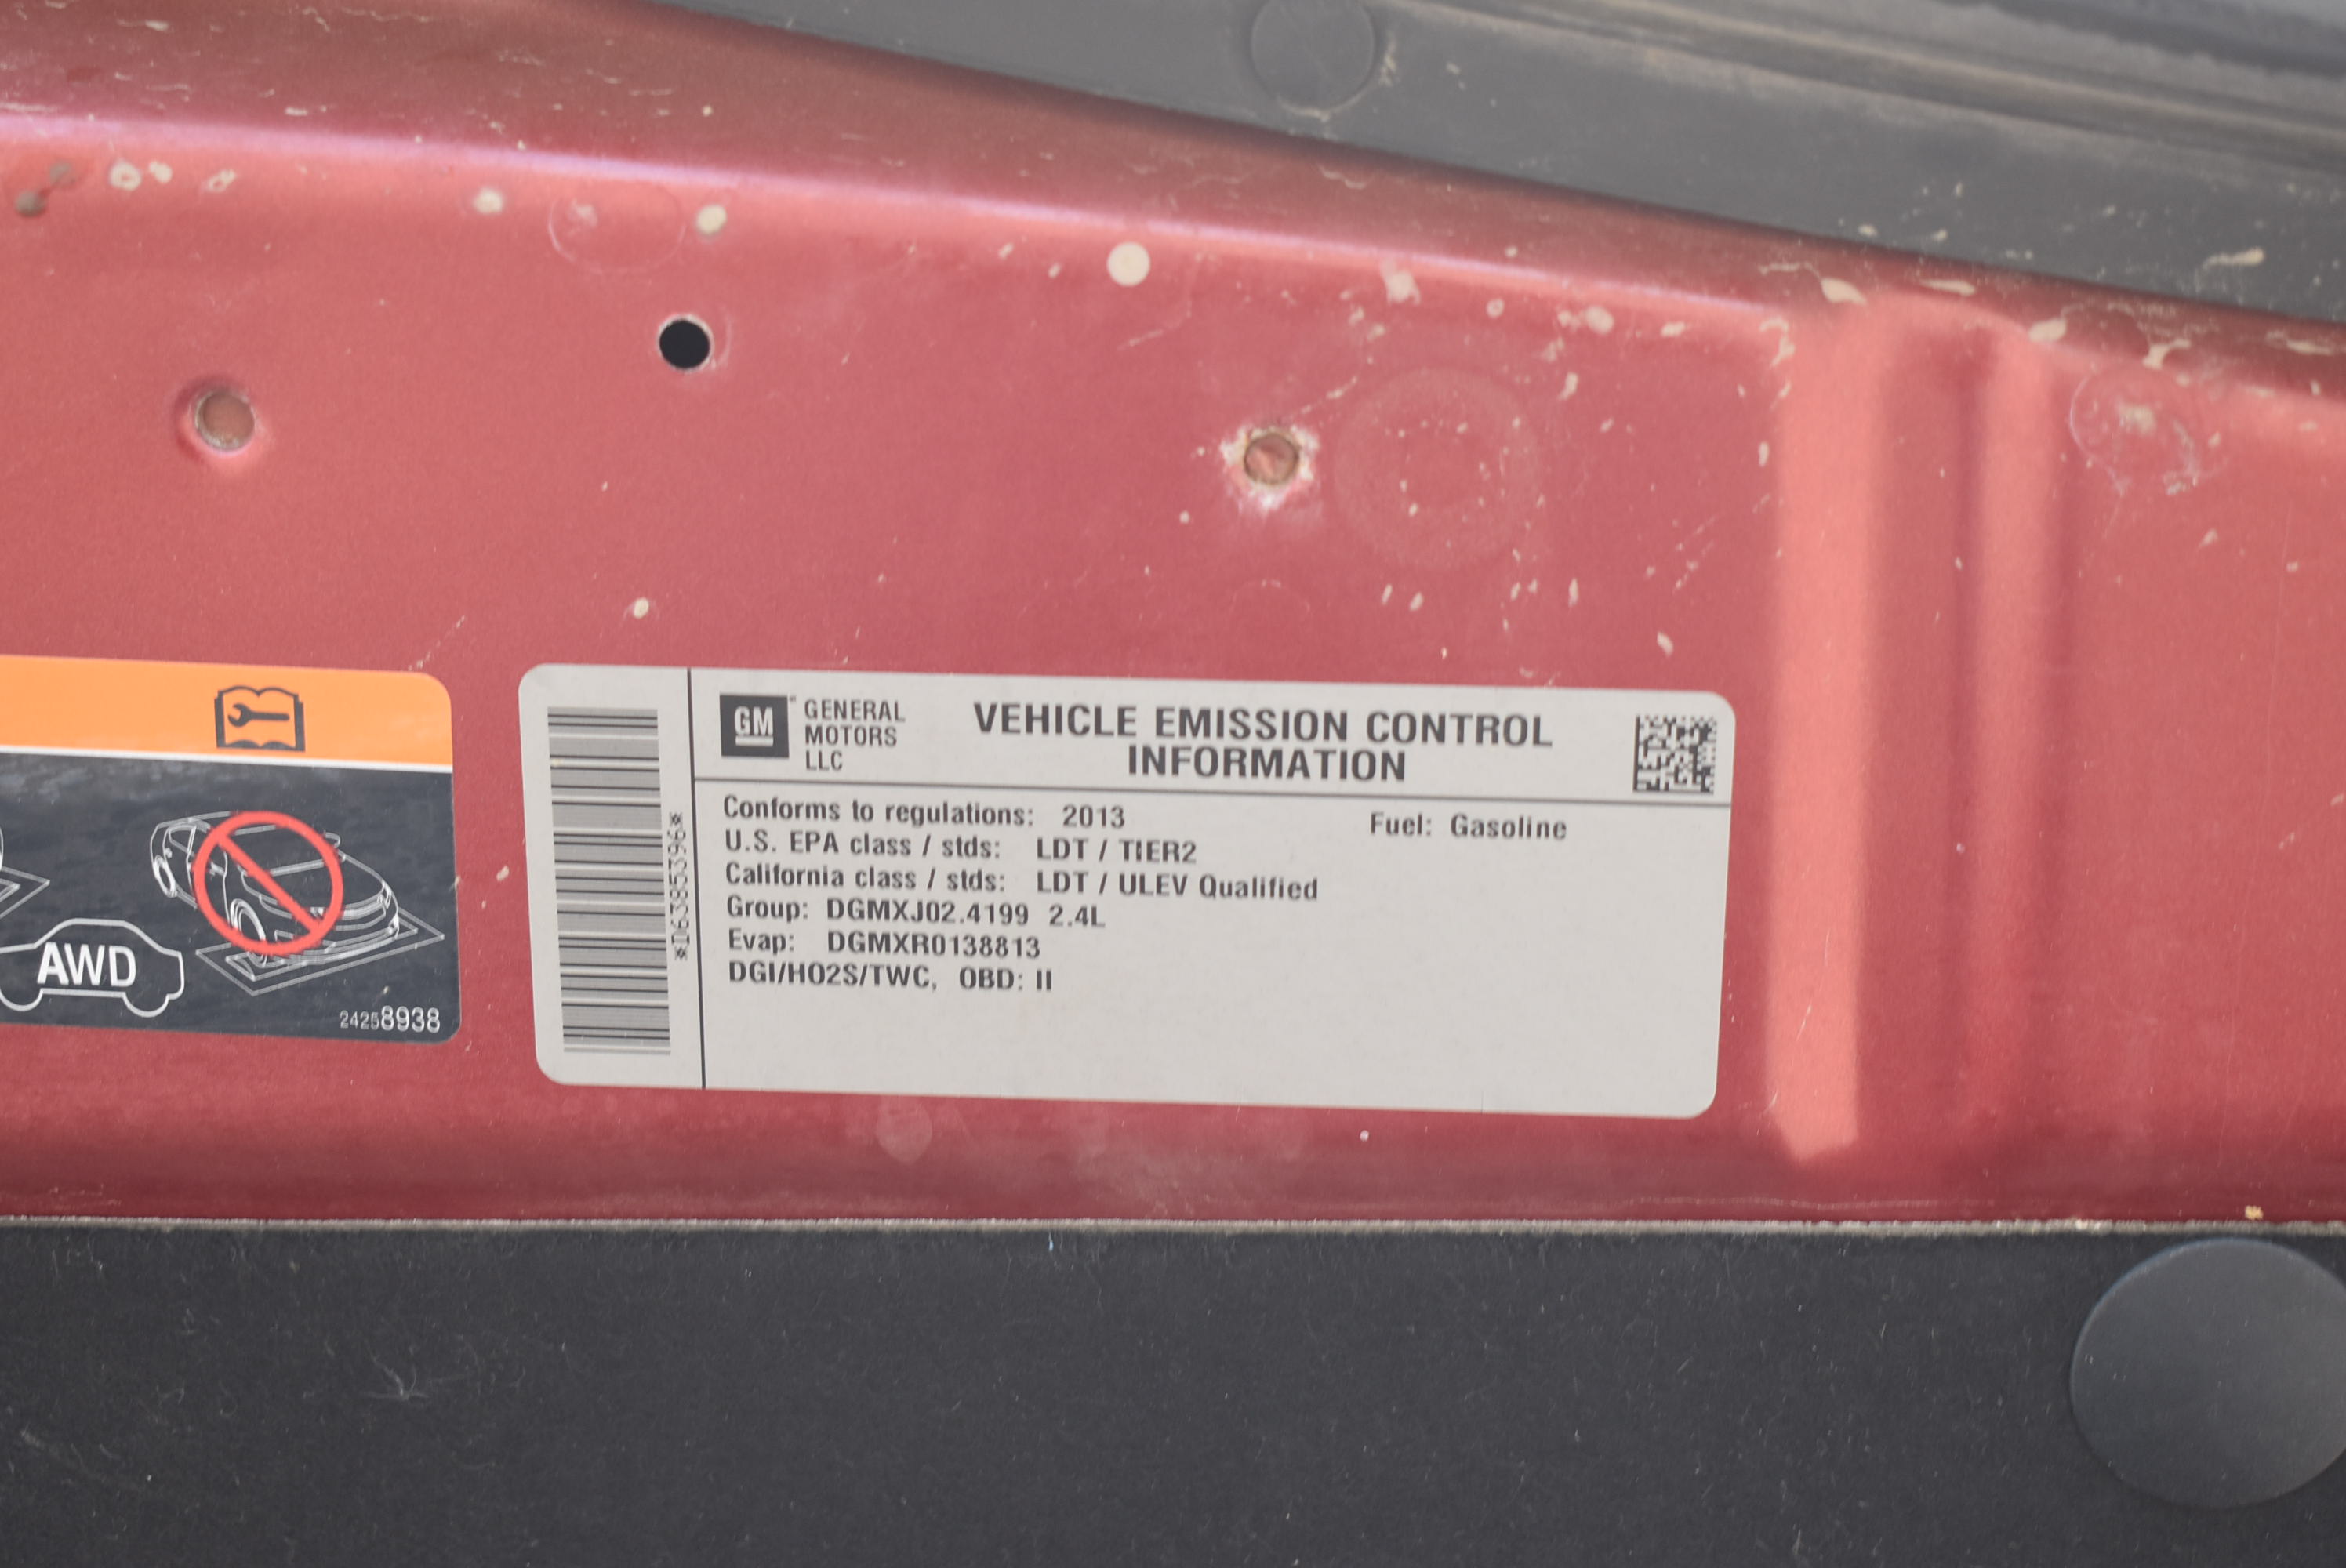 AWD
24258938
*D638853396*
GM
GENERAL
MOTORS
LLC
VEHICLE EMISSION CONTROL
INFORMATION
Conforms to regulations: 2013
Fuel: Gasoline
U.S. EPA class / stds: LDT / TIER2
California class / stds: LDT / ULEV Qualified
Group: DGMXJ02.4199 2.4L
Evap: DGMXR0138813
DGI/HO2S/TWC, OBD: II